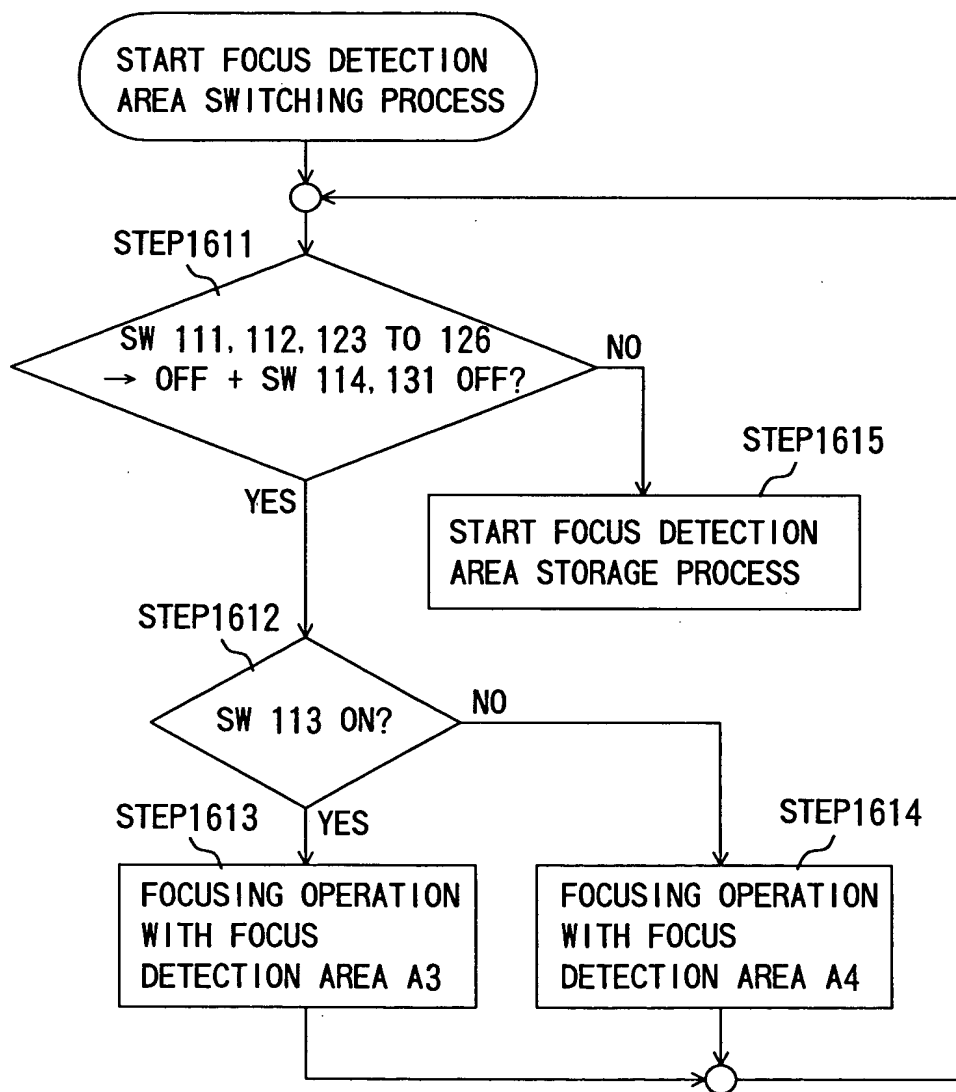 START FOCUS DETECTION
AREA SWITCHING PROCESS
STEP1611
SW 111, 112, 123 TO 126
→ OFF + SW 114, 131 OFF?
NO
YES
STEP1615
START FOCUS DETECTION
AREA STORAGE PROCESS
STEP1612
SW 113 ON?
NO
YES
STEP1613
FOCUSING OPERATION
WITH FOCUS
DETECTION AREA A3
STEP1614
FOCUSING OPERATION
WITH FOCUS
DETECTION AREA A4